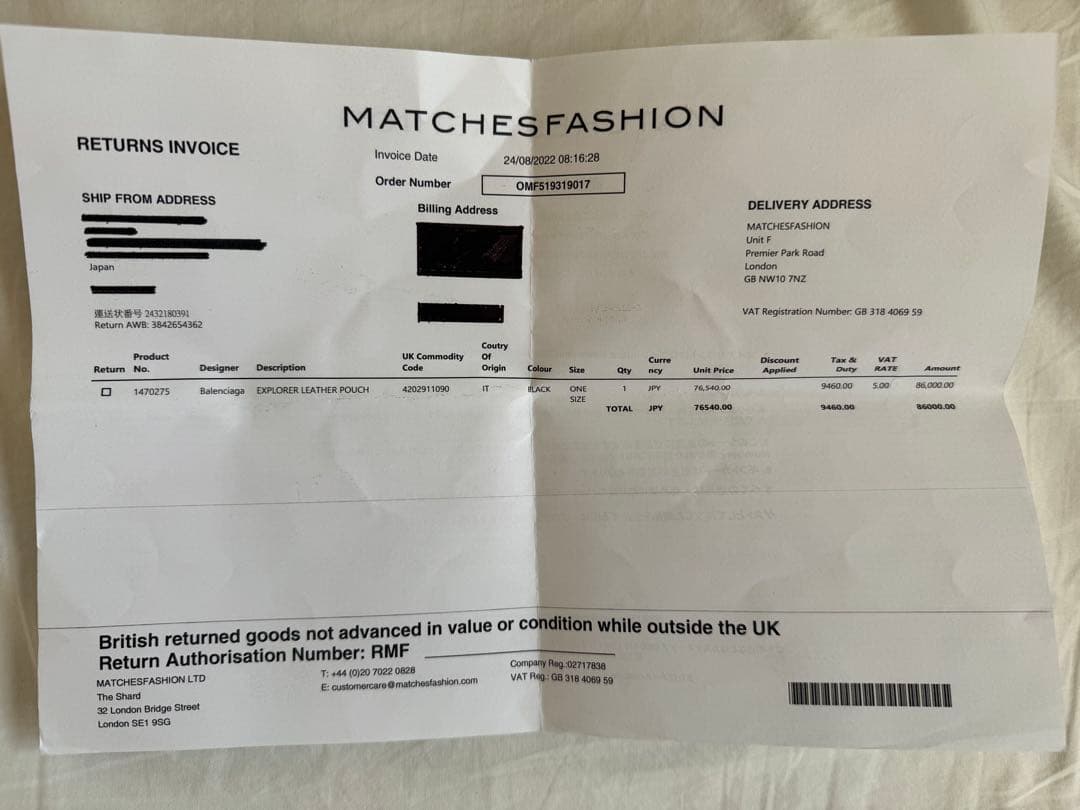 MATCHESFASHION
RETURNS INVOICE
Invoice Date 24/08/2022 08:16:28
Order Number OMF519319017
SHIP FROM ADDRESS
Japan
運送状番号 2432180391
Return AWB: 3842654362
Billing Address
DELIVERY ADDRESS
MATCHESFASHION
Unit F
Premier Park Road
London
GB NW10 7NZ
VAT Registration Number: GB 318 4069 59
Return Product No. Designer Description UK Commodity Code Coutry Of Origin Colour Size Qty Curre ncy Unit Price Discount Applied Tax & Duty VAT RATE Amount
1470275 Balenciaga EXPLORER LEATHER POUCH 4202911090 IT BLACK ONE SIZE 1 JPY 76,540.00 9460.00 5.00 86,000.00
TOTAL JPY 76540.00 9460.00 86000.00
British returned goods not advanced in value or condition while outside the UK
Return Authorisation Number: RMF
MATCHESFASHION LTD
The Shard
32 London Bridge Street
London SE1 9SG
T: +44 (0)20 7022 0828
E: customercare@matchesfashion.com
Company Reg.:02717838
VAT Reg.: GB 318 4069 59